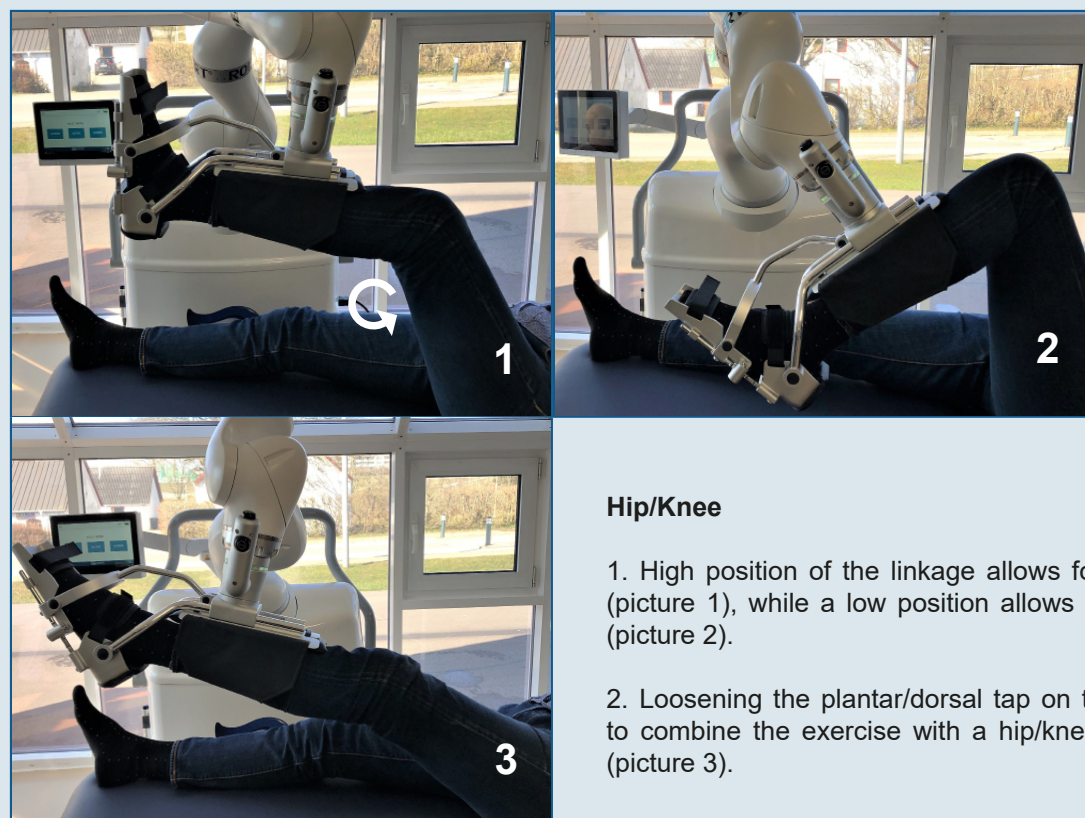 1
2
3
Hip/Knee
1. High position of the linkage allows fo
(picture 1), while a low position allows
(picture 2).
2. Loosening the plantar/dorsal tap on t
to combine the exercise with a hip/kne
(picture 3).